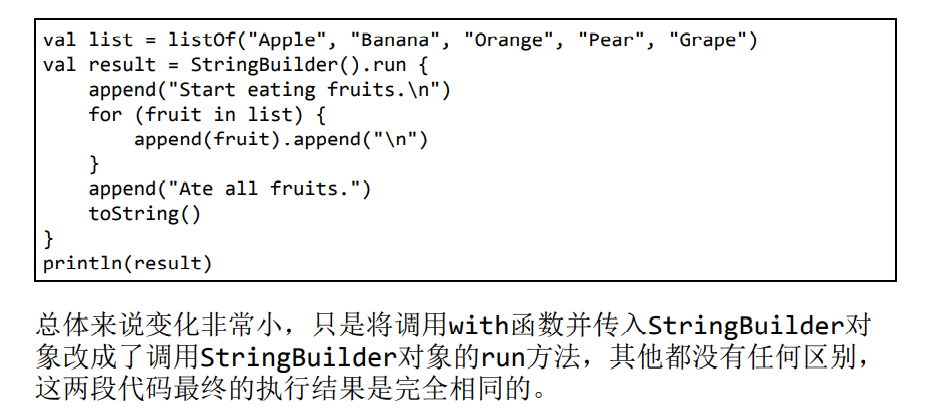 val list = listOf("Apple", "Banana", "Orange", "Pear", "Grape")
val result = StringBuilder().run {
    append("Start eating fruits.\n")
    for (fruit in list) {
        append(fruit).append("\n")
    }
    append("Ate all fruits.")
    toString()
}
println(result)
总体来说变化非常小，只是将调用with函数并传入StringBuilder对
象改成了调用StringBuilder对象的run方法，其他都没有任何区别，
这两段代码最终的执行结果是完全相同的。